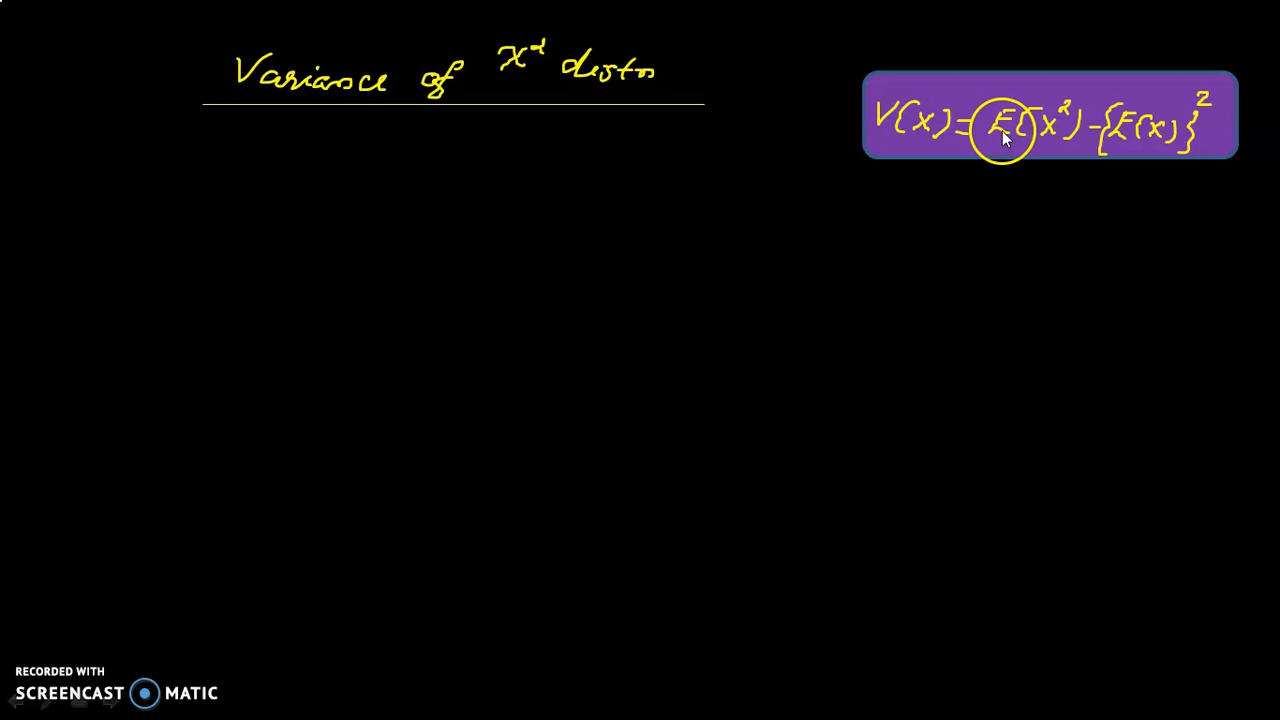 Variance of χ² distn
V(x) = E(x²) - {E(x)}²
RECORDED WITH
SCREENCAST MATIC